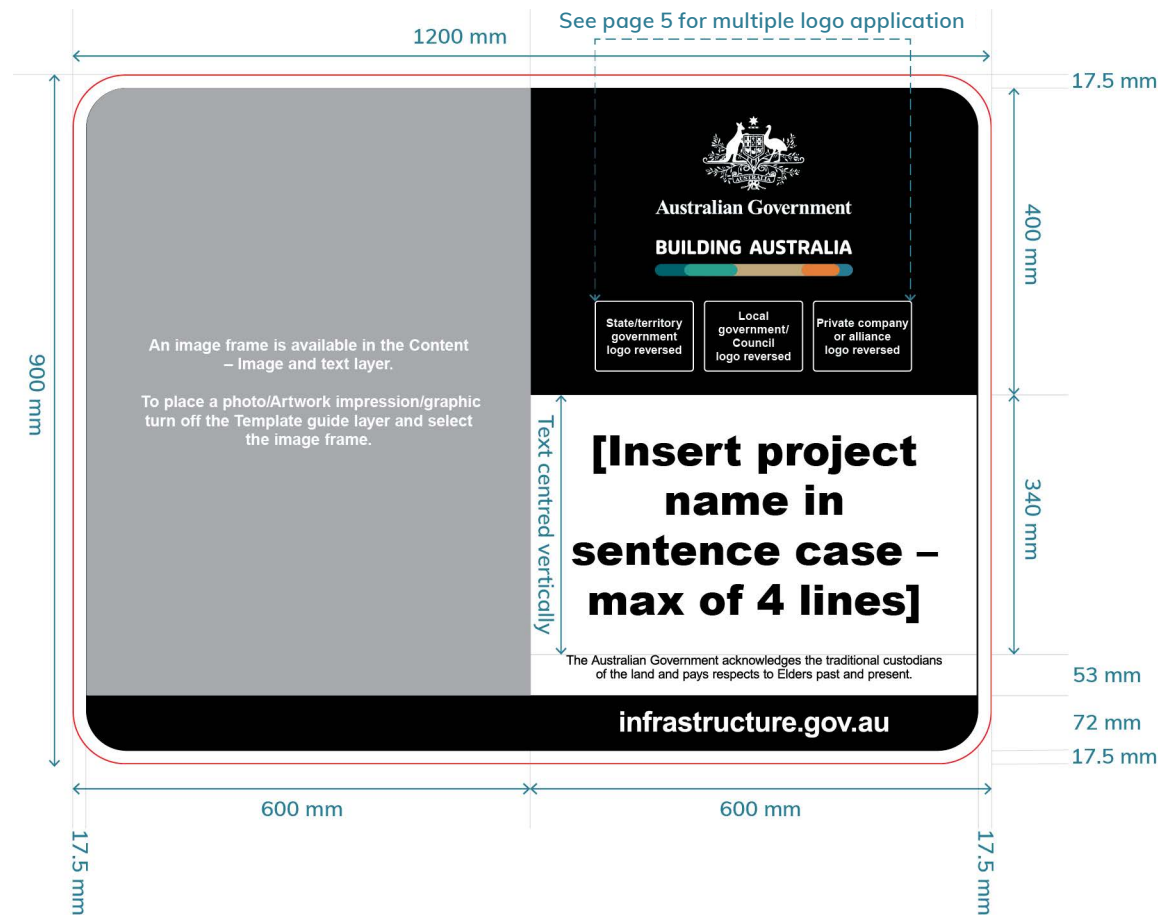 See page 5 for multiple logo application
1200 mm
17.5 mm
AUSTRALIA
Australian Government
BUILDING AUSTRALIA
400 mm
State/territory
government
logo reversed
Local
government/
Council
logo reversed
Private company
or alliance
logo reversed
An image frame is available in the Content
– Image and text layer.
To place a photo/Artwork impression/graphic
turn off the Template guide layer and select
the image frame.
900 mm
Text centred vertically
[Insert project
name in
sentence case –
max of 4 lines]
340 mm
The Australian Government acknowledges the traditional custodians
of the land and pays respects to Elders past and present.
53 mm
infrastructure.gov.au
72 mm
17.5 mm
600 mm
600 mm
17.5 mm
17.5 mm